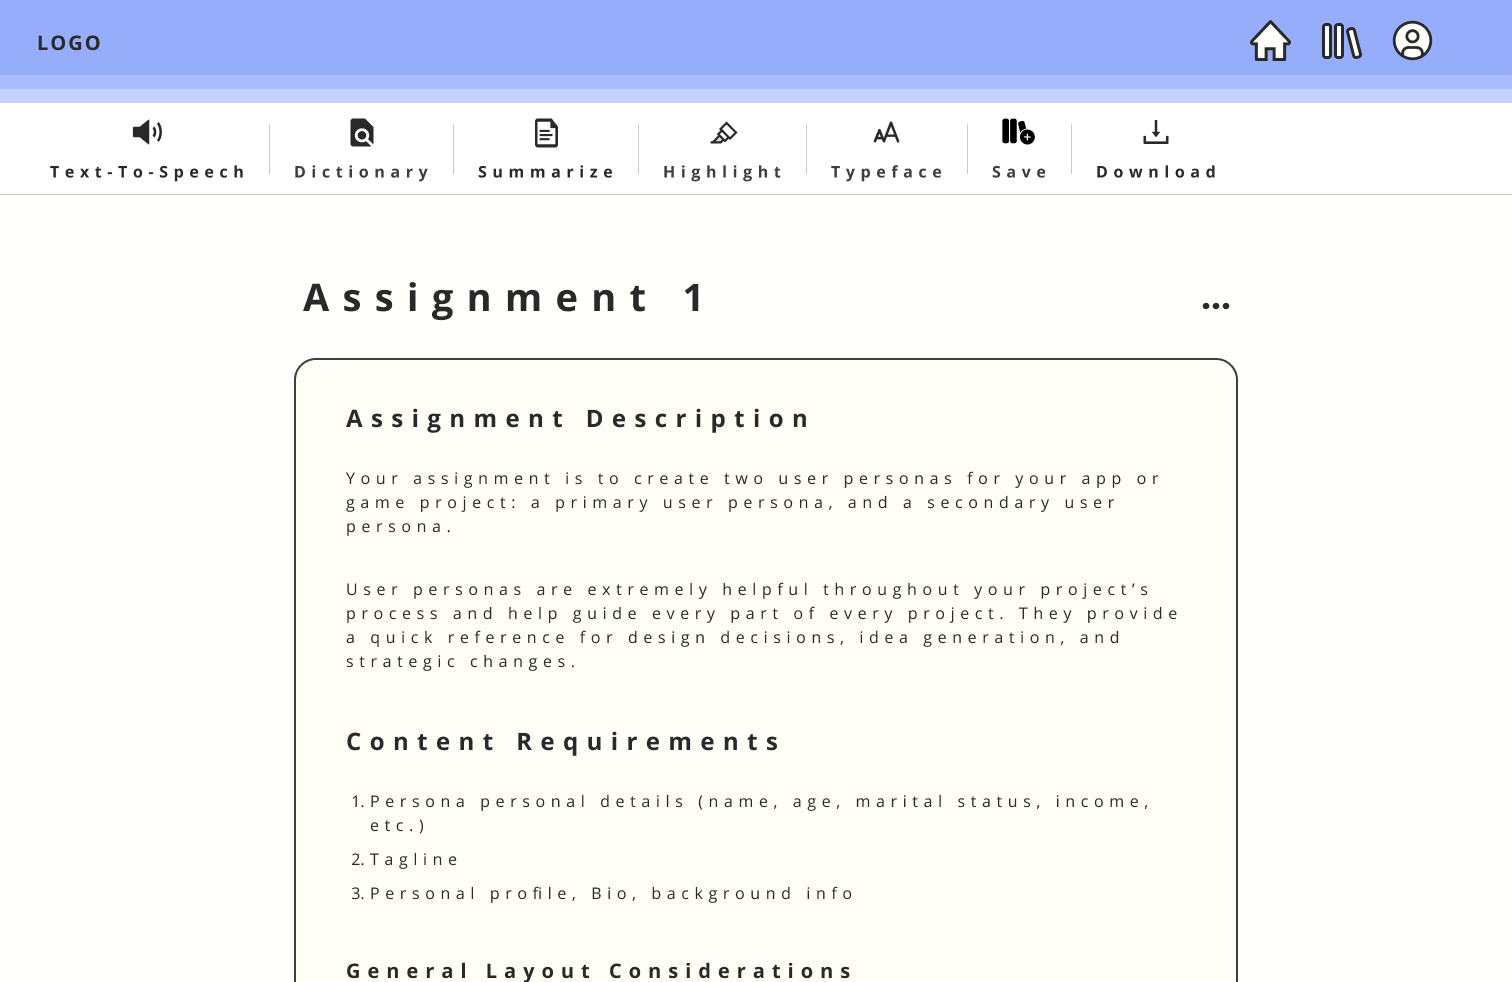 LOGO
Text-To-Speech
Dictionary
Summarize
Highlight
Typeface
Save
Download
Assignment 1
Assignment Description
Your assignment is to create two user personas for your app or
game project: a primary user persona, and a secondary user
persona.
User personas are extremely helpful throughout your project’s
process and help guide every part of every project. They provide
a quick reference for design decisions, idea generation, and
strategic changes.
Content Requirements
1. Persona personal details (name, age, marital status, income,
etc.)
2. Tagline
3. Personal profile, Bio, background info
General Layout Considerations